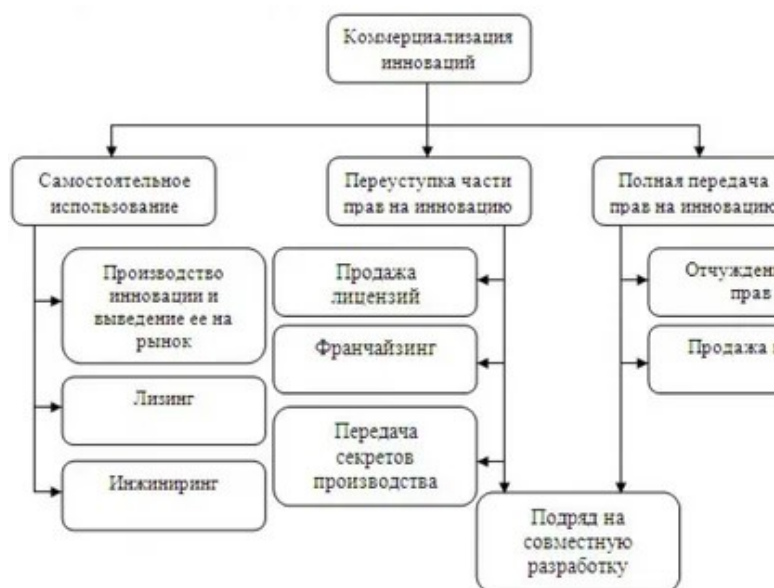 Коммерциализация
инноваций
Самостоятельное
использование
Переуступка части
прав на инновацию
Полная передача
прав на инновацию
Производство
инновации и
выведение ее на
рынок
Лизинг
Инжиниринг
Продажа
лицензий
Франчайзинг
Передача
секретов
производства
прав
Продажа
Подряд на
совместную
разработку